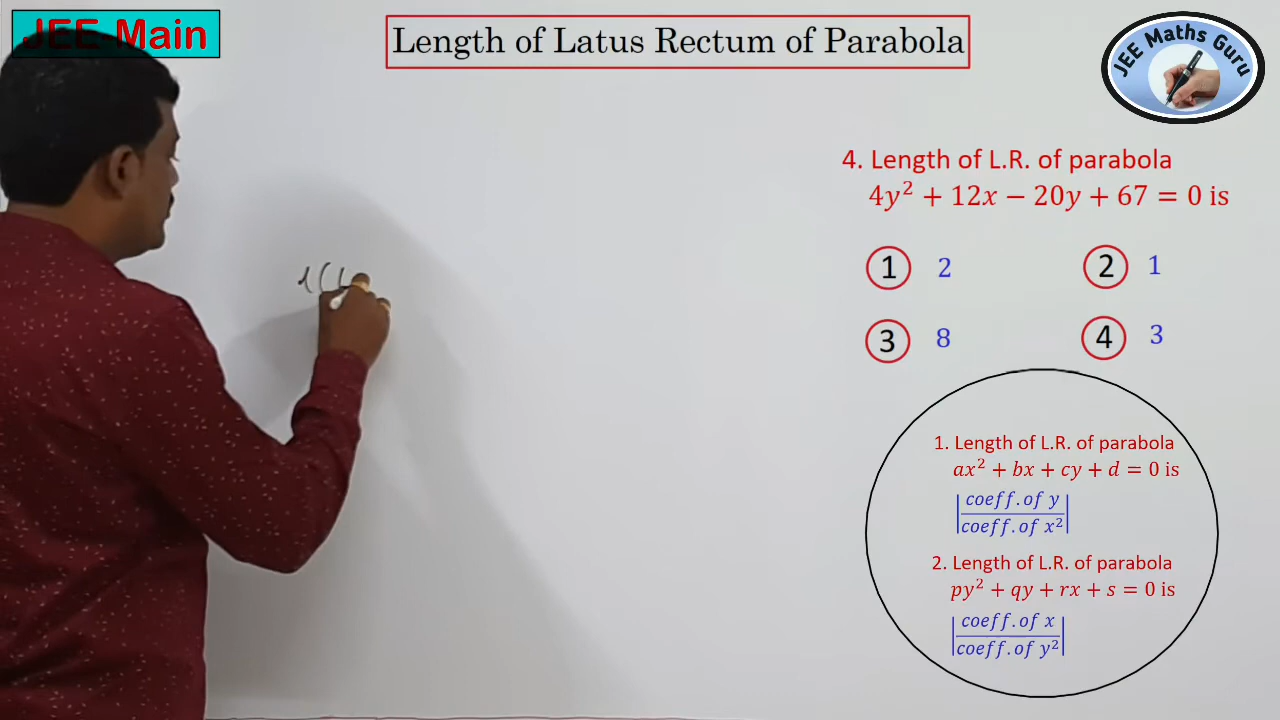 JEE-Main
Length of Latus Rectum of Parabola
JEE Maths Guru
4. Length of L.R. of parabola
4y² + 12x − 20y + 67 = 0 is
1 2
2 1
3 8
4 3
1. Length of L.R. of parabola
ax² + bx + cy + d = 0 is
|coeff.of y
coeff.of x²|
2. Length of L.R. of parabola
py² + qy + rx + s = 0 is
|coeff.of x
coeff.of y²|